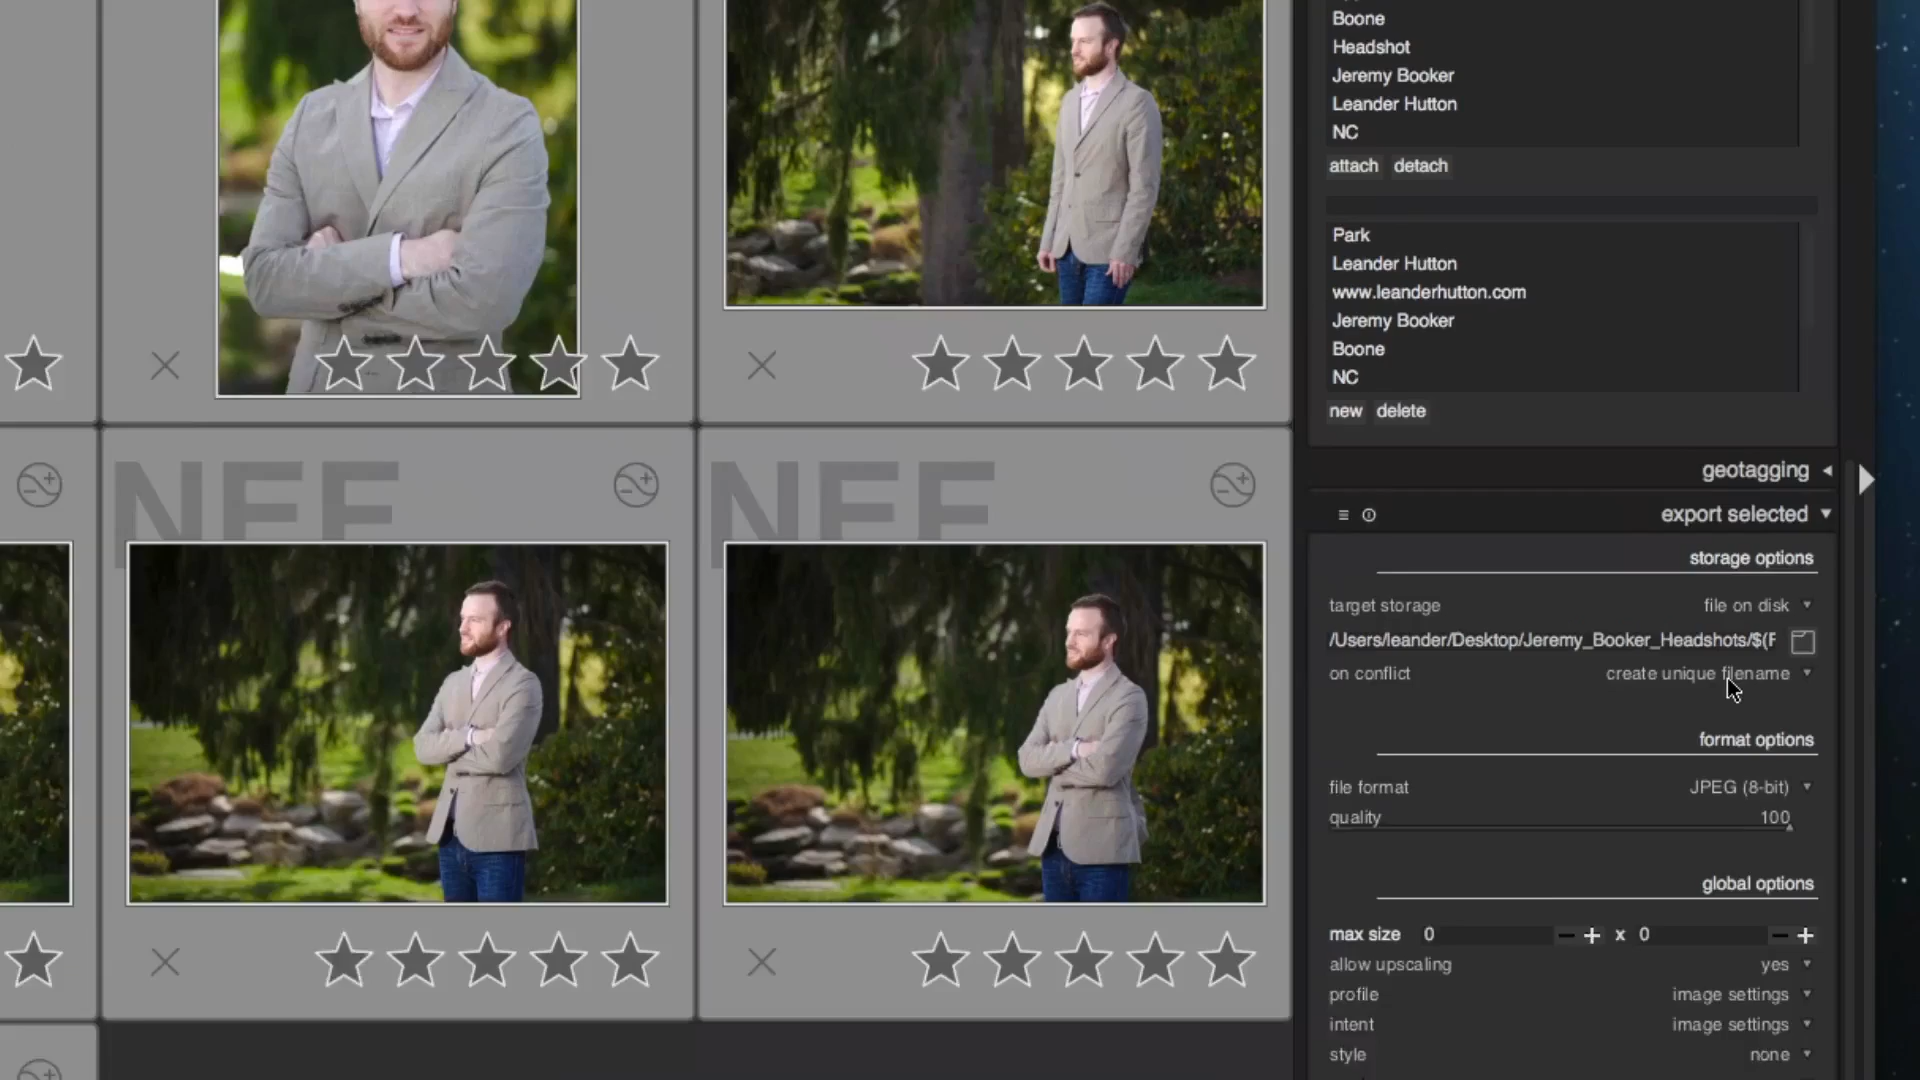 Boone
Headshot
Jeremy Booker
Leander Hutton
NC
attach detach
Park
Leander Hutton
www.leanderhutton.com
Jeremy Booker
Boone
NC
new delete
geotagging
export selected
storage options
target storage file on disk
/Users/leander/Desktop/Jeremy_Booker_Headshots/$(F
on conflict create unique filename
format options
file format JPEG (8-bit)
quality 100
global options
max size 0 x 0
allow upscaling yes
profile image settings
intent image settings
style none
NEF
NEF